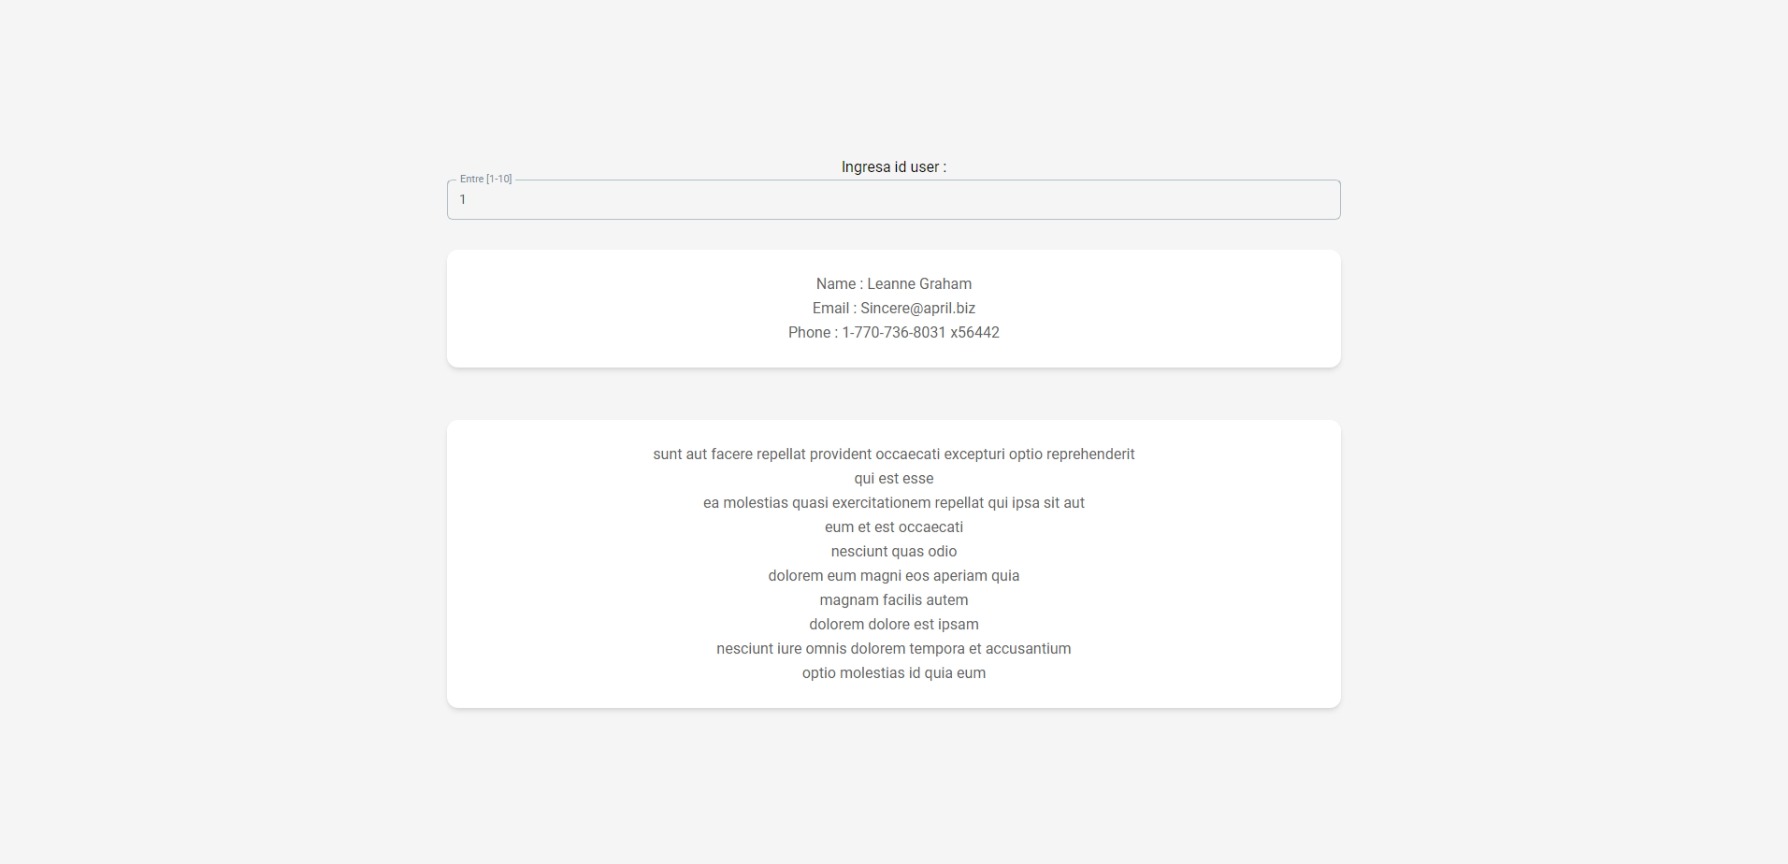 Ingresa id user :
Entre [1-10]
1
Name : Leanne Graham
Email : Sincere@april.biz
Phone : 1-770-736-8031 x56442
sunt aut facere repellat provident occaecati excepturi optio reprehenderit
qui est esse
ea molestias quasi exercitationem repellat qui ipsa sit aut
eum et est occaecati
nesciunt quas odio
dolorem eum magni eos aperiam quia
magnam facilis autem
dolorem dolore est ipsam
nesciunt iure omnis dolorem tempora et accusantium
optio molestias id quia eum